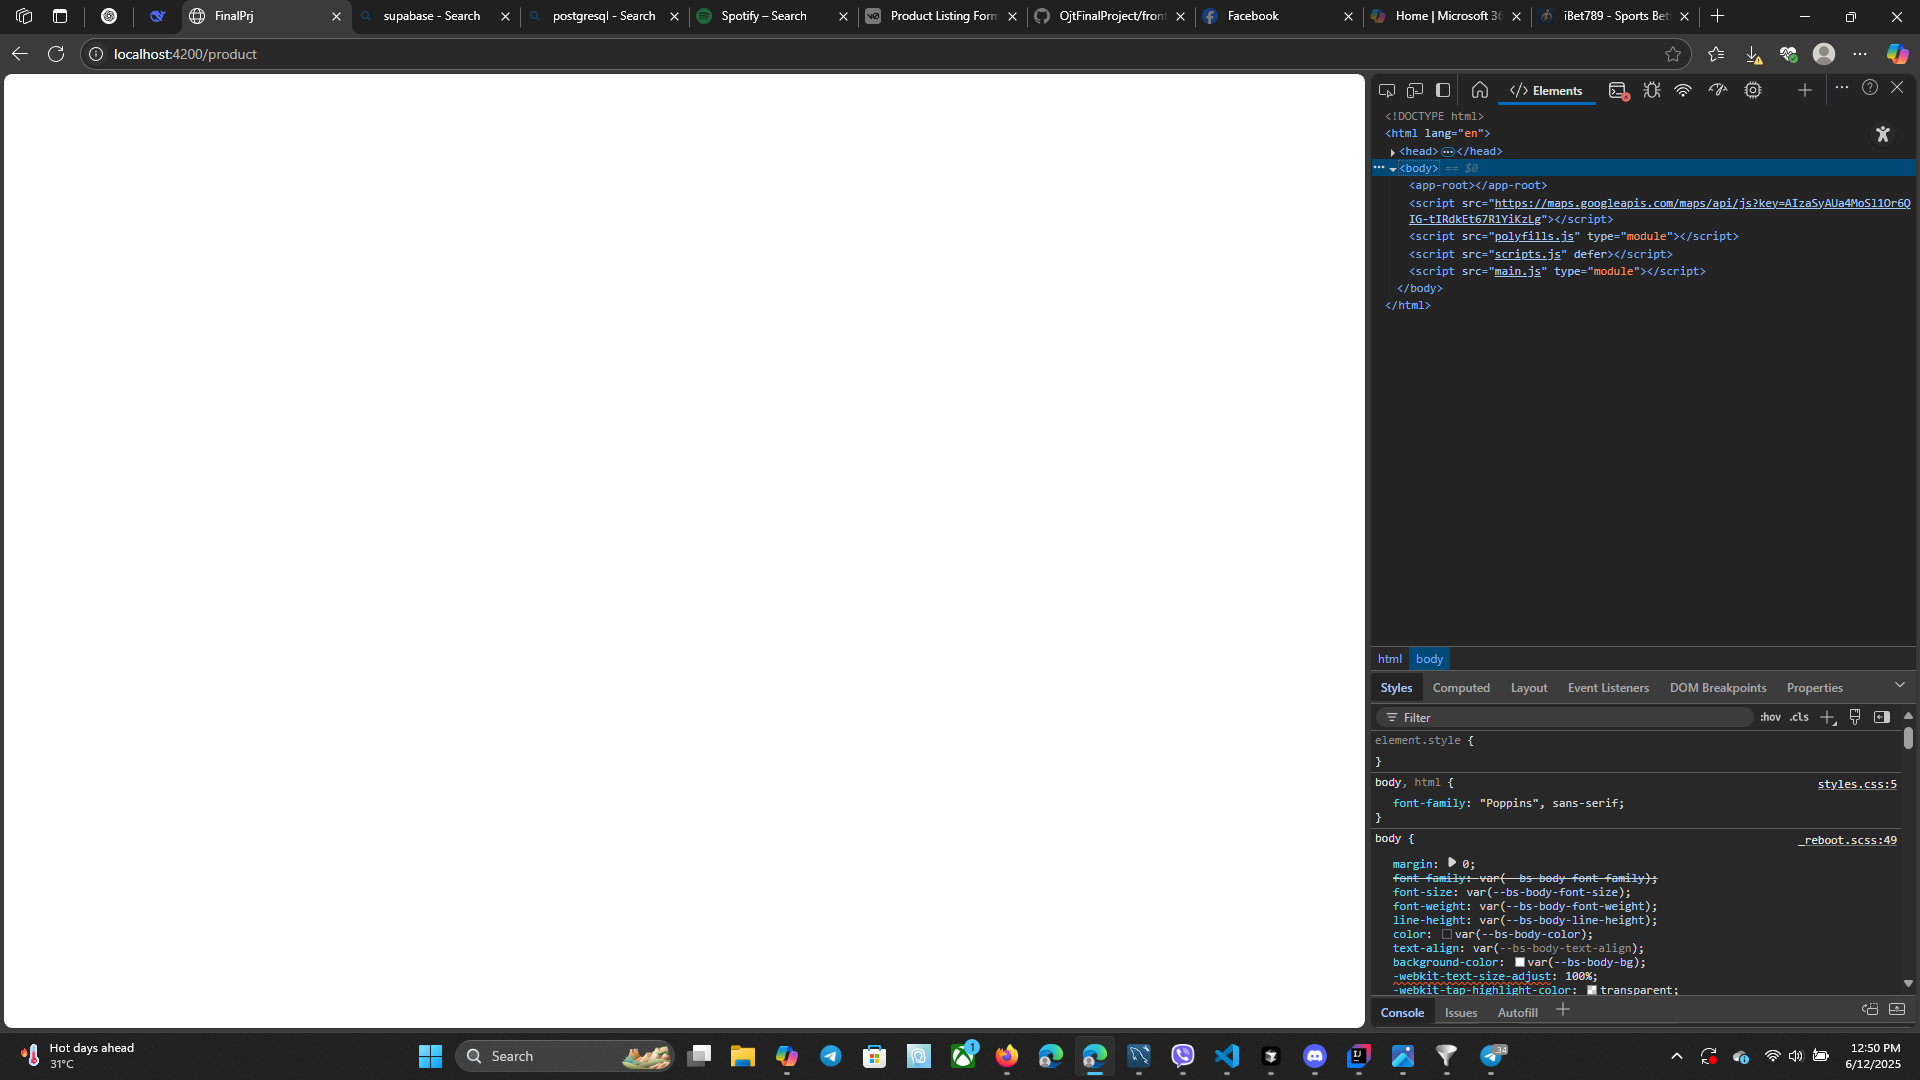 FinalPrj
supabase - Search
postgresql - Search
Spotify – Search
Product Listing Form
OjtFinalProject/front
Facebook
Home | Microsoft 36
iBet789 - Sports Bet
localhost:4200/product
</> Elements
<!DOCTYPE html>
<html lang="en">
<head> ••• </head>
••• <body> == $0
<app-root></app-root>
<script src="https://maps.googleapis.com/maps/api/js?key=AIzaSyAUa4MoSl1Or6Q
IG-tIRdkEt67R1YiKzLg"></script>
<script src="polyfills.js" type="module"></script>
<script src="scripts.js" defer></script>
<script src="main.js" type="module"></script>
</body>
</html>
html body
Styles Computed Layout Event Listeners DOM Breakpoints Properties
Filter :hov .cls
element.style {
}
body, html { styles.css:5
font-family: "Poppins", sans-serif;
}
body { _reboot.scss:49
margin: 0;
font-family: var(--bs-body-font-family);
font-size: var(--bs-body-font-size);
font-weight: var(--bs-body-font-weight);
line-height: var(--bs-body-line-height);
color: var(--bs-body-color);
text-align: var(--bs-body-text-align);
background-color: var(--bs-body-bg);
-webkit-text-size-adjust: 100%;
-webkit-tap-highlight-color: transparent;
Console Issues Autofill
Hot days ahead
31°C
Search
1
34
12:50 PM
6/12/2025